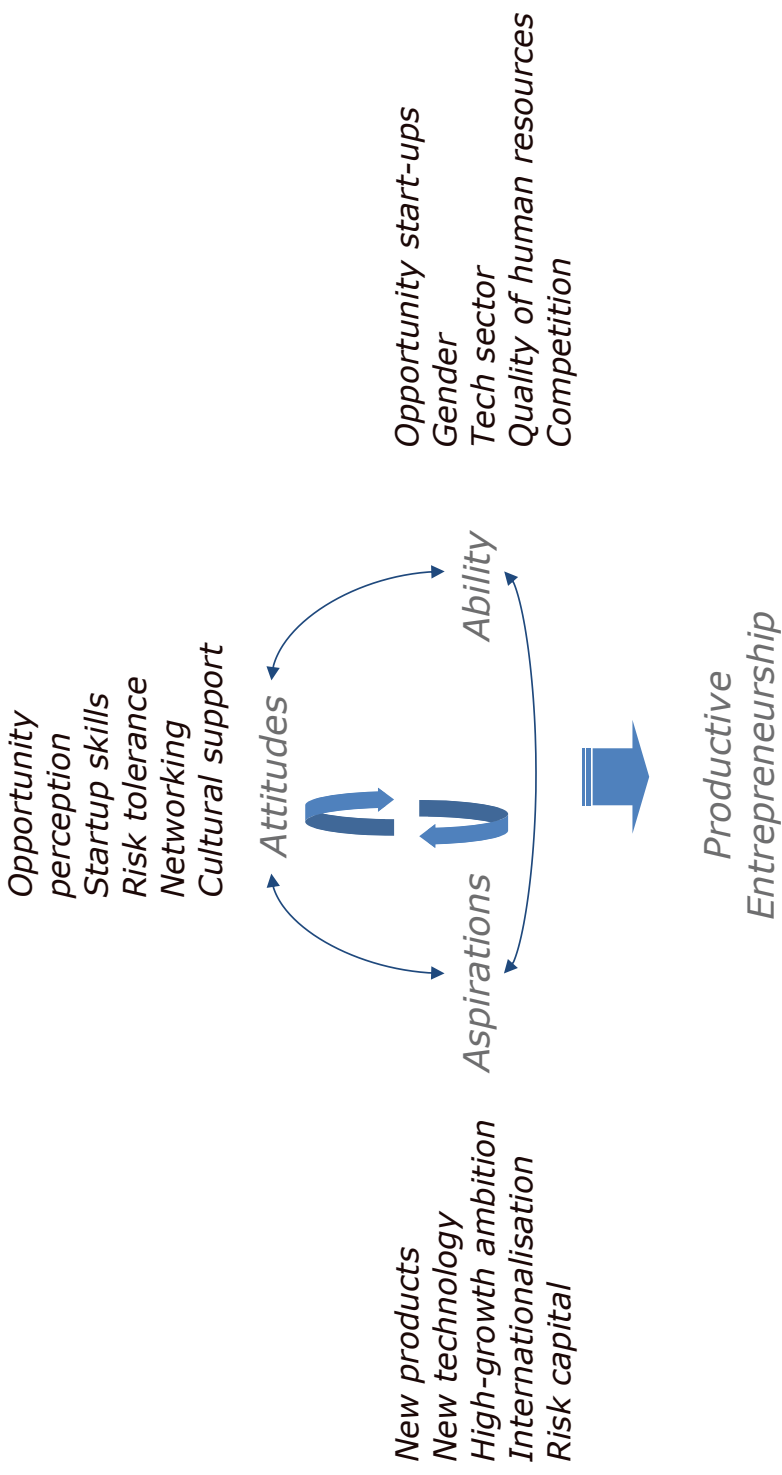 Opportunity
perception
Startup skills
Risk tolerance
Networking
Cultural support
Attitudes
New products
New technology
High-growth ambition
Internationalisation
Risk capital
Aspirations
Ability
Opportunity start-ups
Gender
Tech sector
Quality of human resources
Competition
Productive
Entrepreneurship